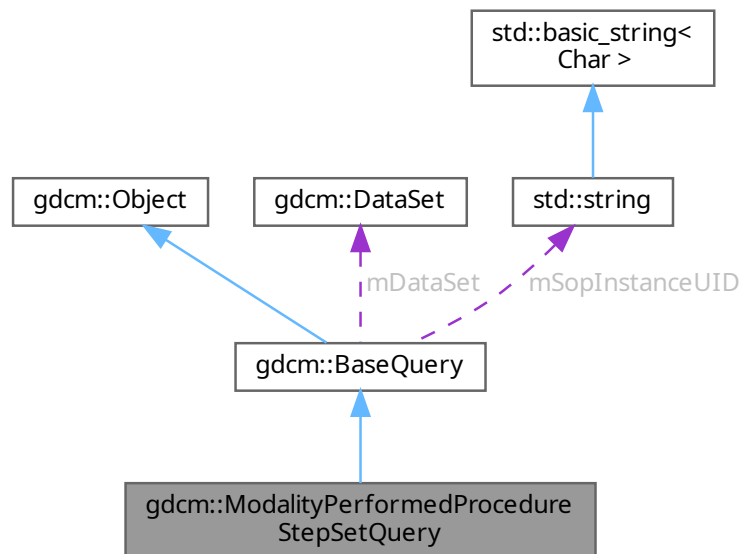 std::basic_string<
Char >
gdcm::Object
gdcm::DataSet
std::string
mDataSet
mSopInstanceUID
gdcm::BaseQuery
gdcm::ModalityPerformedProcedure
StepSetQuery